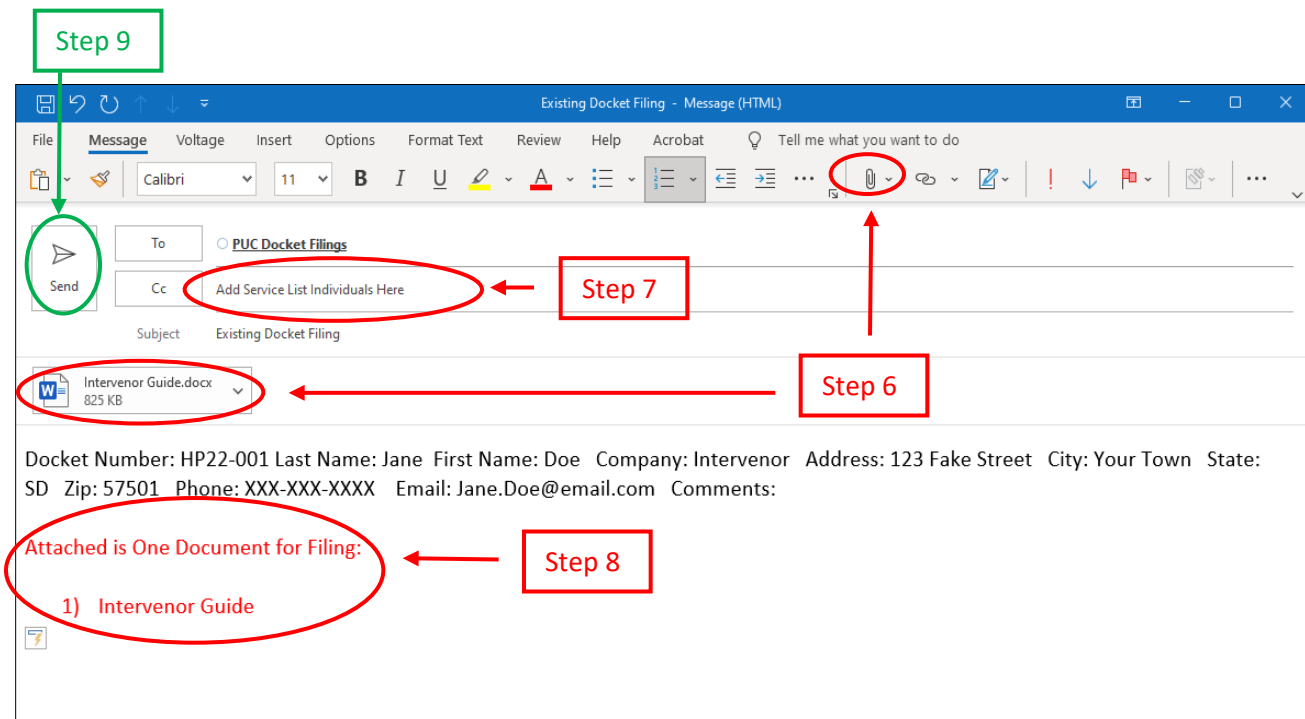 Step 9
Existing Docket Filing - Message (HTML)
File Message Voltage Insert Options Format Text Review Help Acrobat Tell me what you want to do
Calibri 11 B I U A
To PUC Docket Filings
Send Cc Add Service List Individuals Here
Step 7
Subject Existing Docket Filing
Intervenor Guide.docx
825 KB
Step 6
Docket Number: HP22-001 Last Name: Jane First Name: Doe Company: Intervenor Address: 123 Fake Street City: Your Town State:
SD Zip: 57501 Phone: XXX-XXX-XXXX Email: Jane.Doe@email.com Comments:
Attached is One Document for Filing:
Step 8
1) Intervenor Guide